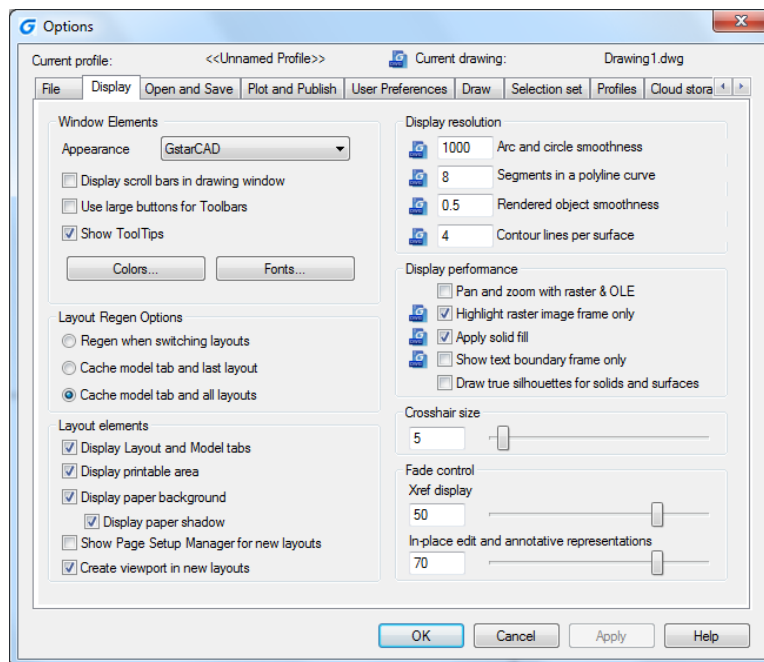 Options
Current profile: <<Unnamed Profile>> Current drawing: Drawing1.dwg
File Display Open and Save Plot and Publish User Preferences Draw Selection set Profiles Cloud stora
Window Elements
Appearance GstarCAD
Display scroll bars in drawing window
Use large buttons for Toolbars
Show ToolTips
Colors... Fonts...
Layout Regen Options
Regen when switching layouts
Cache model tab and last layout
Cache model tab and all layouts
Layout elements
Display Layout and Model tabs
Display printable area
Display paper background
Display paper shadow
Show Page Setup Manager for new layouts
Create viewport in new layouts
Display resolution
1000 Arc and circle smoothness
8 Segments in a polyline curve
0.5 Rendered object smoothness
4 Contour lines per surface
Display performance
Pan and zoom with raster & OLE
Highlight raster image frame only
Apply solid fill
Show text boundary frame only
Draw true silhouettes for solids and surfaces
Crosshair size
5
Fade control
Xref display
50
In-place edit and annotative representations
70
OK Cancel Apply Help